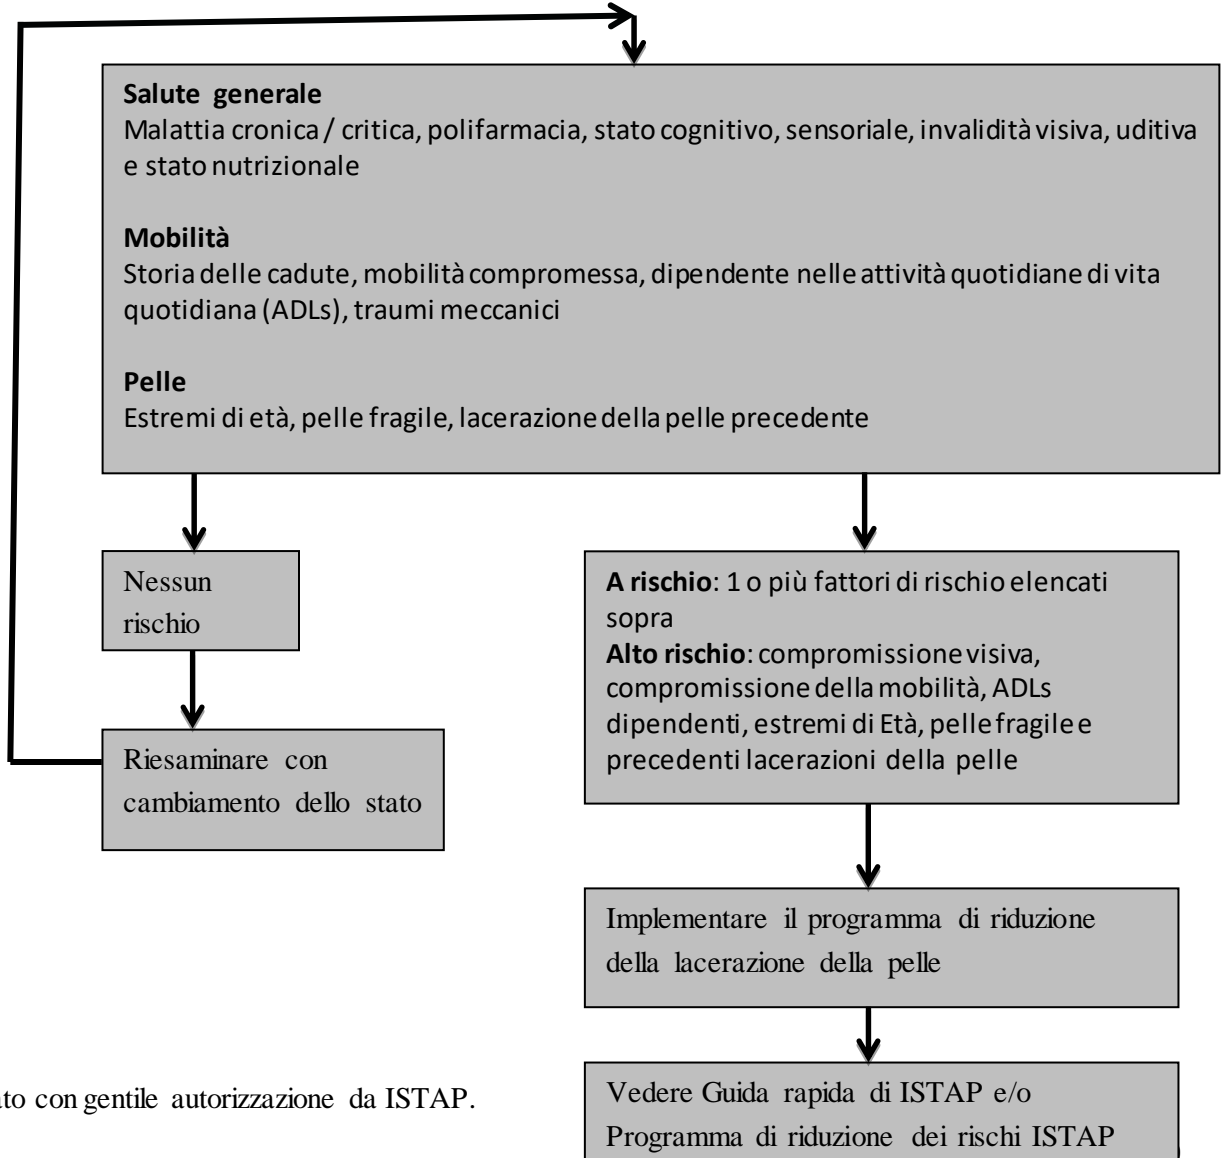 Salute generale
Malattia cronica / critica, polifarmacia, stato cognitivo, sensoriale, invalidità visiva, uditiva
e stato nutrizionale
Mobilità
Storia delle cadute, mobilità compromessa, dipendente nelle attività quotidiane di vita
quotidiana (ADLs), traumi meccanici
Pelle
Estremi di età, pelle fragile, lacerazione della pelle precedente
Nessun
rischio
Riesaminare con
cambiamento dello stato
A rischio: 1 o più fattori di rischio elencati
sopra
Alto rischio: compromissione visiva,
compromissione della mobilità, ADLs
dipendenti, estremi di Età, pelle fragile e
precedenti lacerazioni della pelle
Implementare il programma di riduzione
della lacerazione della pelle
Vedere Guida rapida di ISTAP e/o
Programma di riduzione dei rischi ISTAP
con gentile autorizzazione da ISTAP.